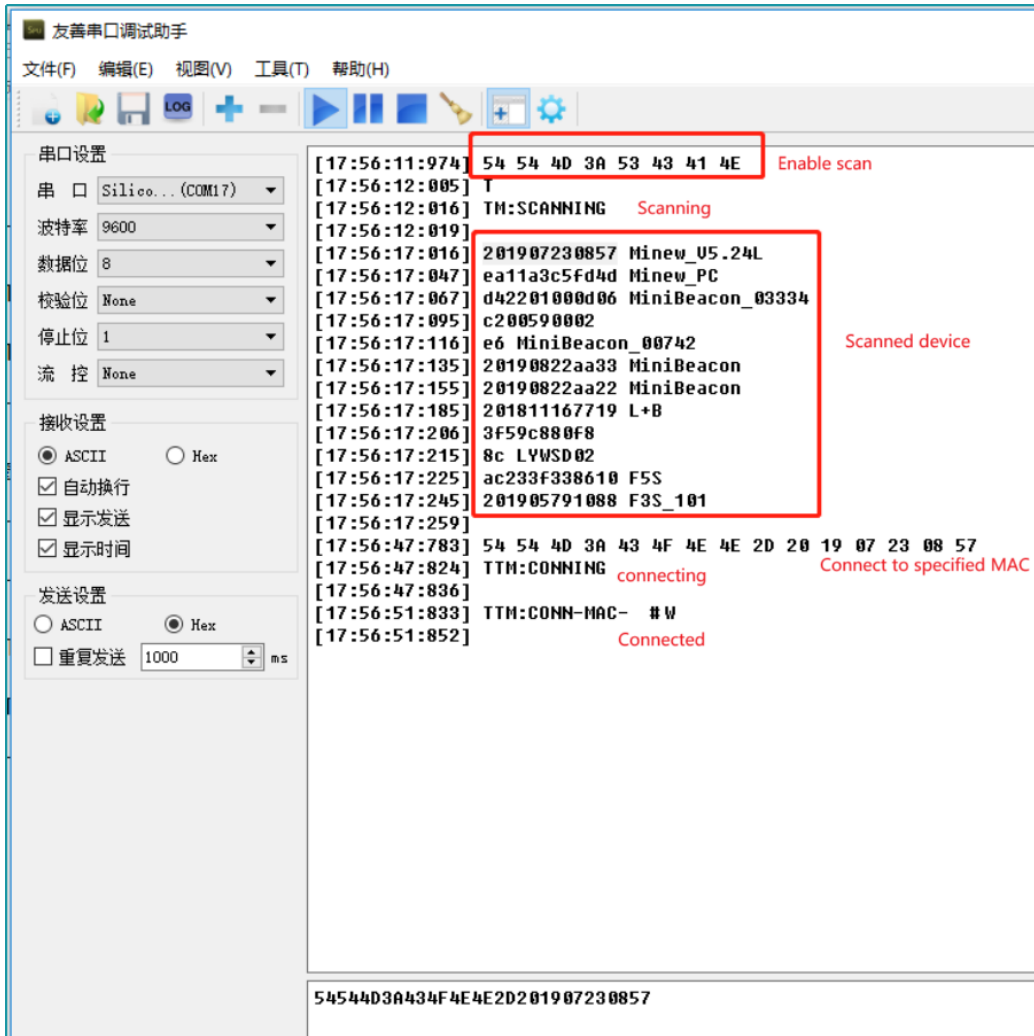 友善串口调试助手
文件(F) 编辑(E) 视图(V) 工具(T) 帮助(H)
LOG
串口设置
串 口 Silico...(COM17)
波特率 9600
数据位 8
校验位 None
停止位 1
流 控 None
接收设置
ASCII Hex
自动换行
显示发送
显示时间
发送设置
ASCII Hex
重复发送 1000 ms
[17:56:11:974] 54 54 4D 3A 53 43 41 4E Enable scan
[17:56:12:005] T
[17:56:12:016] TM:SCANNING Scanning
[17:56:12:019]
[17:56:17:016] 201907230857 Minew_V5.24L
[17:56:17:047] ea11a3c5fd4d Minew_PC
[17:56:17:067] d42201000d06 MiniBeacon_03334
[17:56:17:095] c200590002
[17:56:17:116] e6 MiniBeacon_00742
Scanned device
[17:56:17:135] 20190822aa33 MiniBeacon
[17:56:17:155] 20190822aa22 MiniBeacon
[17:56:17:185] 201811167719 L+B
[17:56:17:206] 3f59c880f8
[17:56:17:215] 8c LYWSD02
[17:56:17:225] ac233f338610 F5S
[17:56:17:245] 201905791088 F3S_101
[17:56:17:259]
[17:56:47:783] 54 54 4D 3A 43 4F 4E 4E 2D 20 19 07 23 08 57
Connect to specified MAC
[17:56:47:824] TTM:CONNING connecting
[17:56:47:836]
[17:56:51:833] TTM:CONN-MAC- #W
[17:56:51:852] Connected
54544D3A434F4E4E2D201907230857